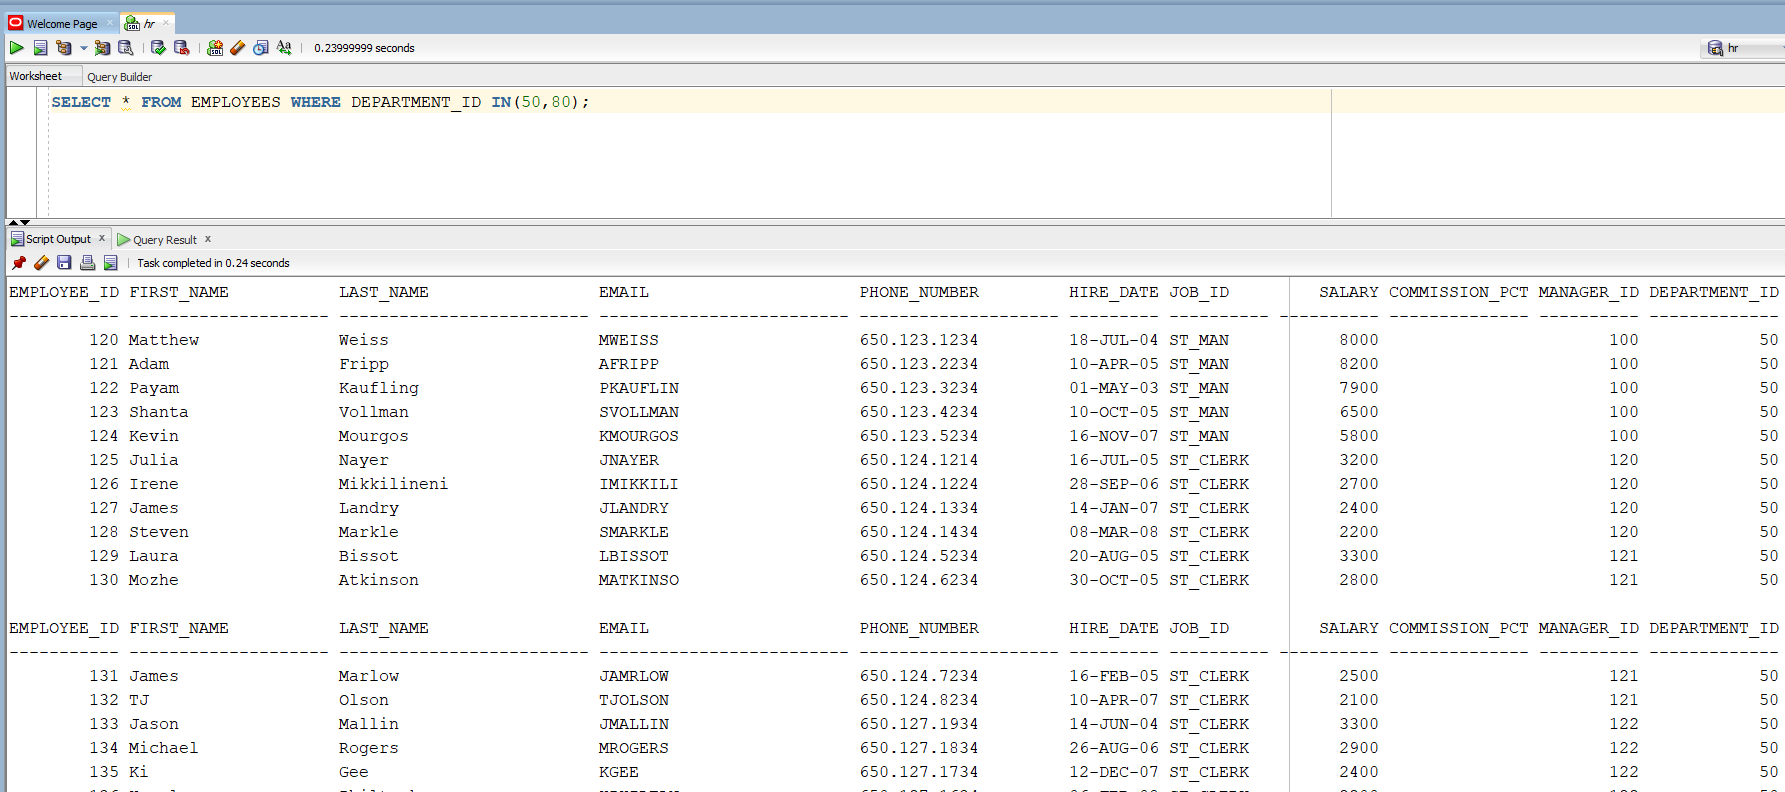 Welcome Page hr
0.23999999 seconds
hr
Worksheet Query Builder
SELECT * FROM EMPLOYEES WHERE DEPARTMENT_ID IN(50,80);
Script Output x Query Result x
Task completed in 0.24 seconds
EMPLOYEE_ID FIRST_NAME LAST_NAME EMAIL PHONE_NUMBER HIRE_DATE JOB_ID SALARY COMMISSION_PCT MANAGER_ID DEPARTMENT_ID
120 Matthew Weiss MWEISS 650.123.1234 18-JUL-04 ST_MAN 8000 100 50
121 Adam Fripp AFRIPP 650.123.2234 10-APR-05 ST_MAN 8200 100 50
122 Payam Kaufling PKAUFLIN 650.123.3234 01-MAY-03 ST_MAN 7900 100 50
123 Shanta Vollman SVOLLMAN 650.123.4234 10-OCT-05 ST_MAN 6500 100 50
124 Kevin Mourgos KMOURGOS 650.123.5234 16-NOV-07 ST_MAN 5800 100 50
125 Julia Nayer JNAYER 650.124.1214 16-JUL-05 ST_CLERK 3200 120 50
126 Irene Mikkilineni IMIKKILI 650.124.1224 28-SEP-06 ST_CLERK 2700 120 50
127 James Landry JLANDRY 650.124.1334 14-JAN-07 ST_CLERK 2400 120 50
128 Steven Markle SMARKLE 650.124.1434 08-MAR-08 ST_CLERK 2200 120 50
129 Laura Bissot LBISSOT 650.124.5234 20-AUG-05 ST_CLERK 3300 121 50
130 Mozhe Atkinson MATKINSO 650.124.6234 30-OCT-05 ST_CLERK 2800 121 50
EMPLOYEE_ID FIRST_NAME LAST_NAME EMAIL PHONE_NUMBER HIRE_DATE JOB_ID SALARY COMMISSION_PCT MANAGER_ID DEPARTMENT_ID
131 James Marlow JAMRLOW 650.124.7234 16-FEB-05 ST_CLERK 2500 121 50
132 TJ Olson TJOLSON 650.124.8234 10-APR-07 ST_CLERK 2100 121 50
133 Jason Mallin JMALLIN 650.127.1934 14-JUN-04 ST_CLERK 3300 122 50
134 Michael Rogers MROGERS 650.127.1834 26-AUG-06 ST_CLERK 2900 122 50
135 Ki Gee KGEE 650.127.1734 12-DEC-07 ST_CLERK 2400 122 50